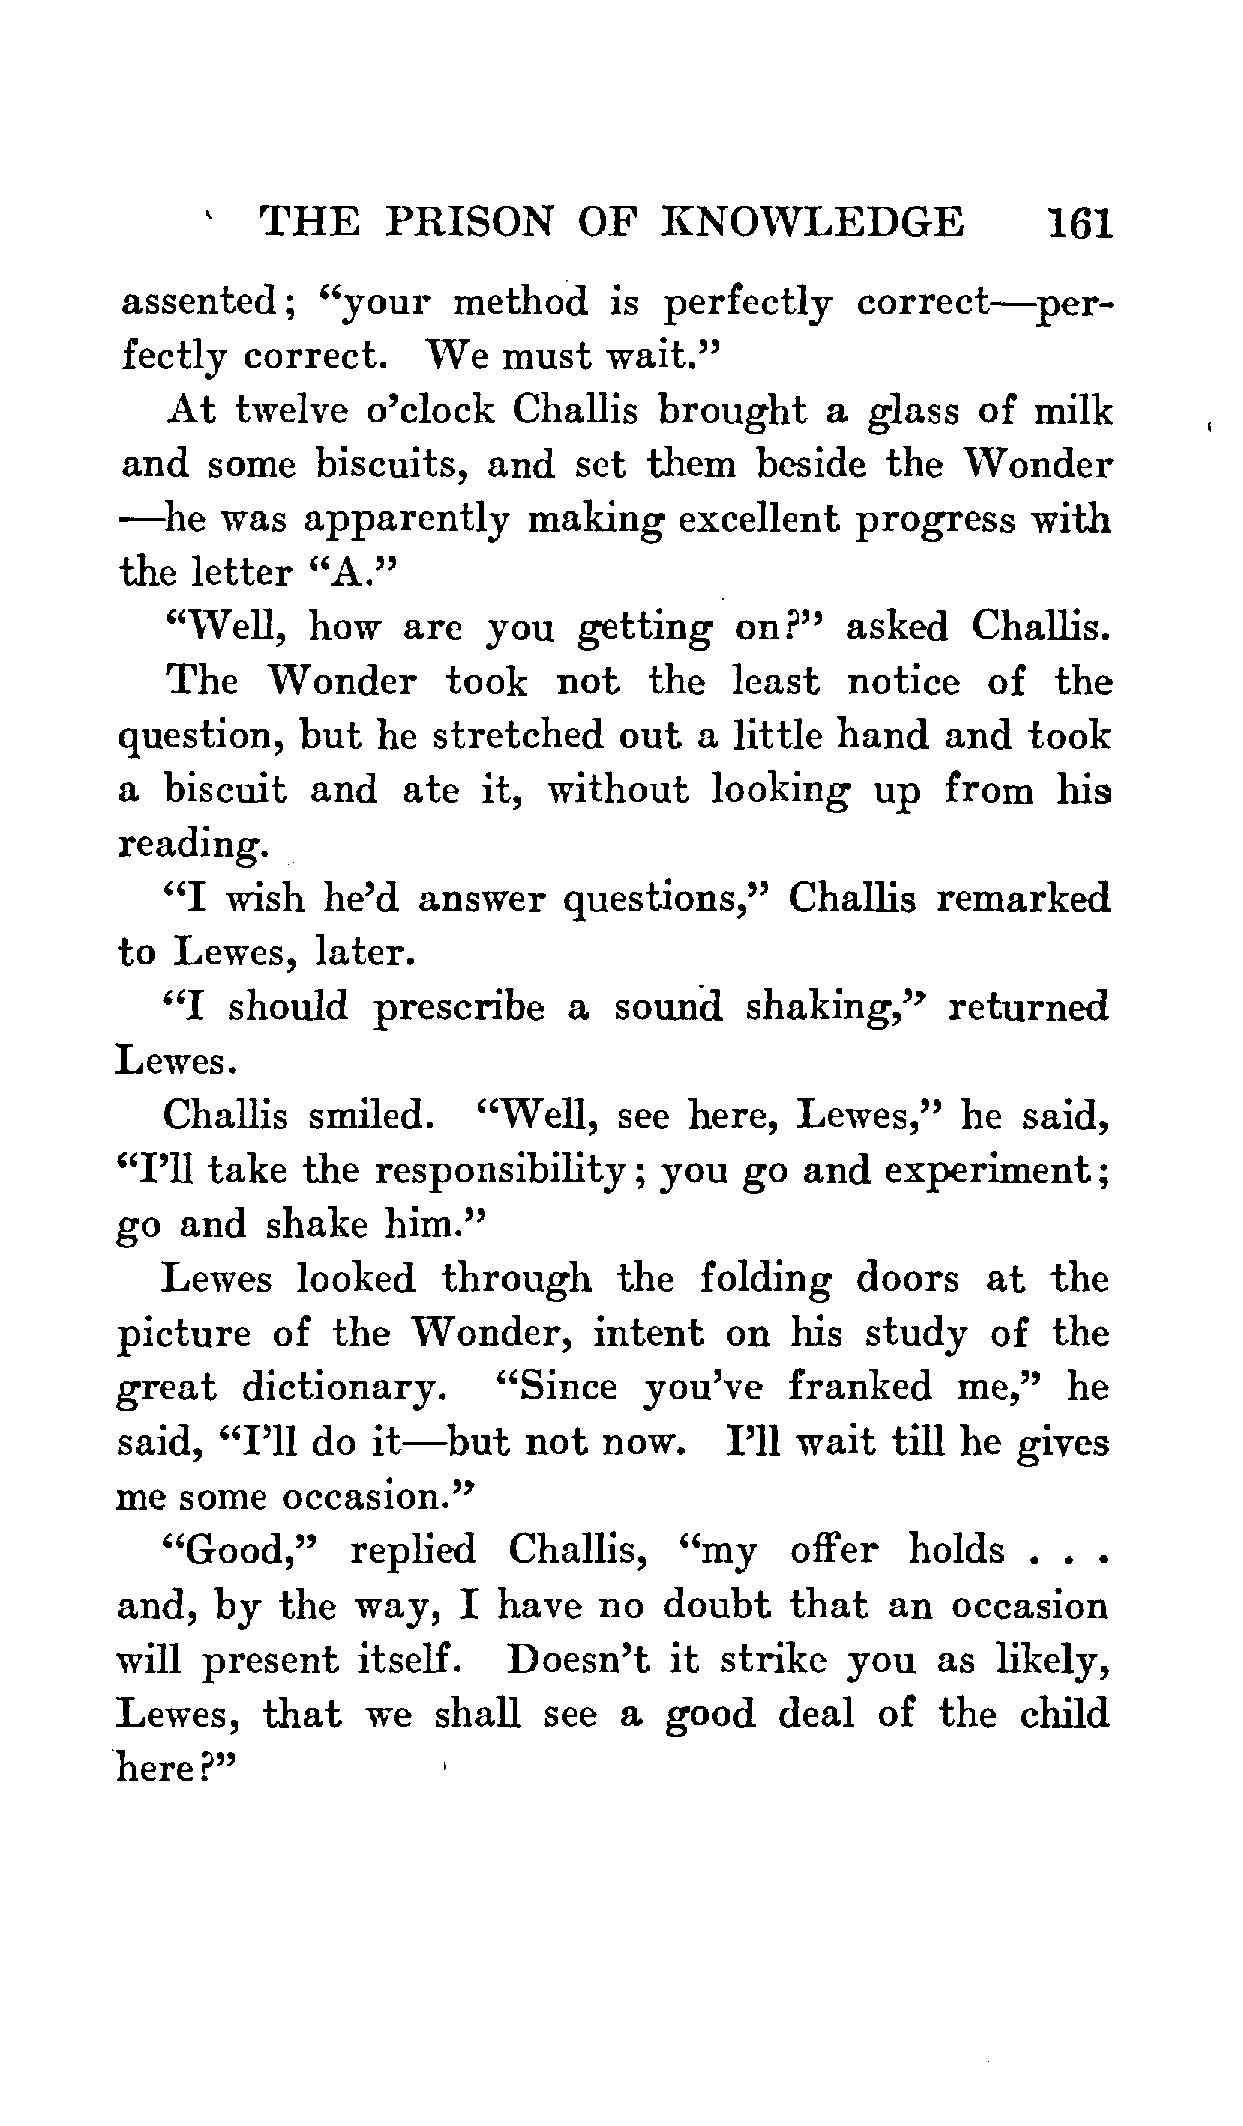 THE PRISON OF KNOWLEDGE 161
assented; "your method is perfectly correct—per-
fectly correct. We must wait."
At twelve o'clock Challis brought a glass of milk
and some biscuits, and set them beside the Wonder
—he was apparently making excellent progress with
the letter "A."
"Well, how are you getting on?" asked Challis.
The Wonder took not the least notice of the
question, but he stretched out a little hand and took
a biscuit and ate it, without looking up from his
reading.
"I wish he'd answer questions," Challis remarked
to Lewes, later.
"I should prescribe a sound shaking," returned
Lewes.
Challis smiled. "Well, see here, Lewes," he said,
"I'll take the responsibility; you go and experiment;
go and shake him."
Lewes looked through the folding doors at the
picture of the Wonder, intent on his study of the
great dictionary. "Since you've franked me," he
said, "I'll do it—but not now. I'll wait till he gives
me some occasion."
"Good," replied Challis, "my offer holds . . .
and, by the way, I have no doubt that an occasion
will present itself. Doesn't it strike you as likely,
Lewes, that we shall see a good deal of the child
here?"